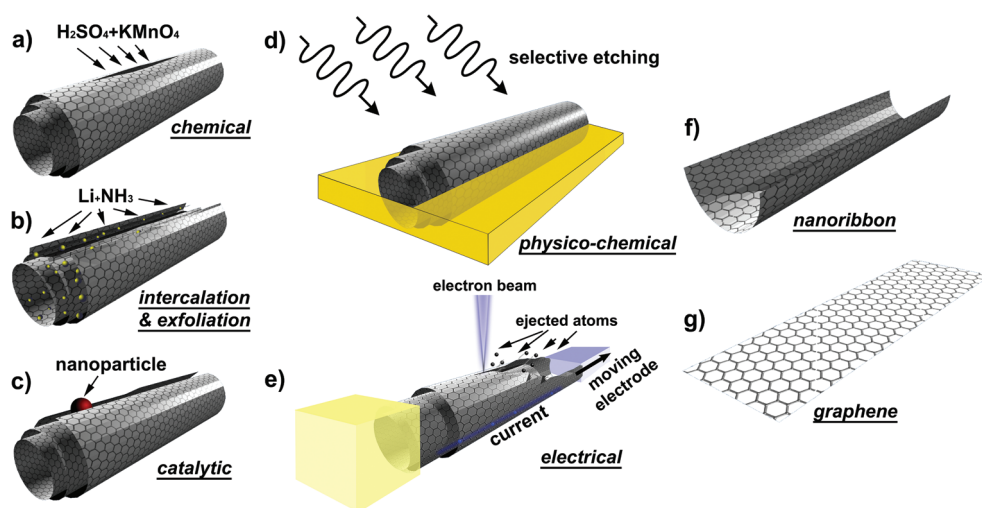 a)
H₂SO₄+KMnO₄
chemical
b)
Li+NH₃
intercalation
& exfoliation
c)
nanoparticle
catalytic
d)
selective etching
physico-chemical
e)
electron beam
ejected atoms
moving
electrode
current
electrical
f)
nanoribbon
g)
graphene